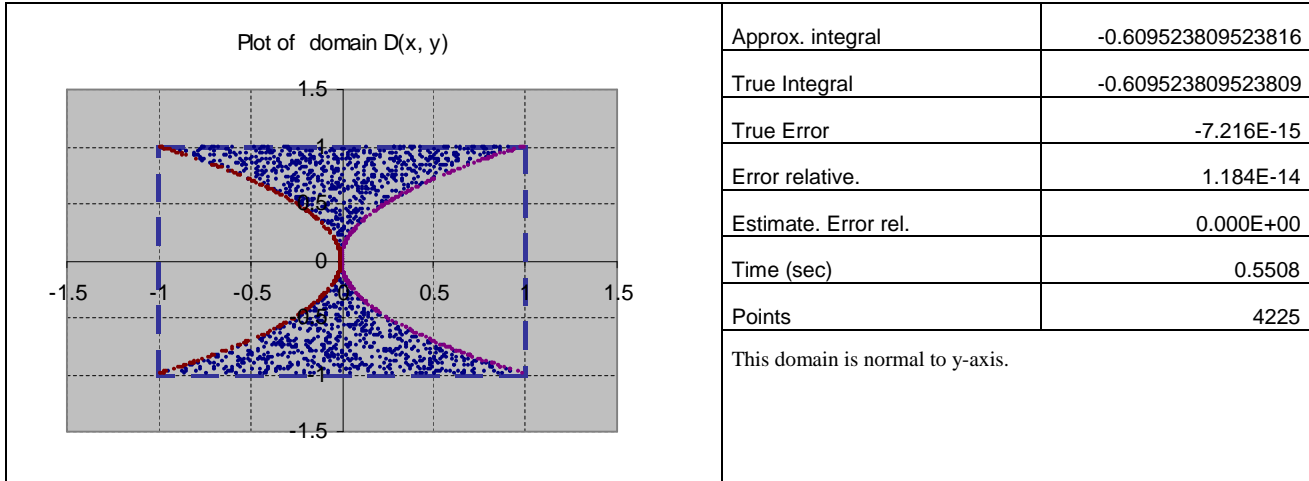 Plot of domain D(x, y)
1.5
1
0.5
0
-1.5 -1 -0.5 0 0.5 1 1.5
-0.5
-1
-1.5
Approx. integral -0.609523809523816
True Integral -0.609523809523809
True Error -7.216E-15
Error relative. 1.184E-14
Estimate. Error rel. 0.000E+00
Time (sec) 0.5508
Points 4225
This domain is normal to y-axis.